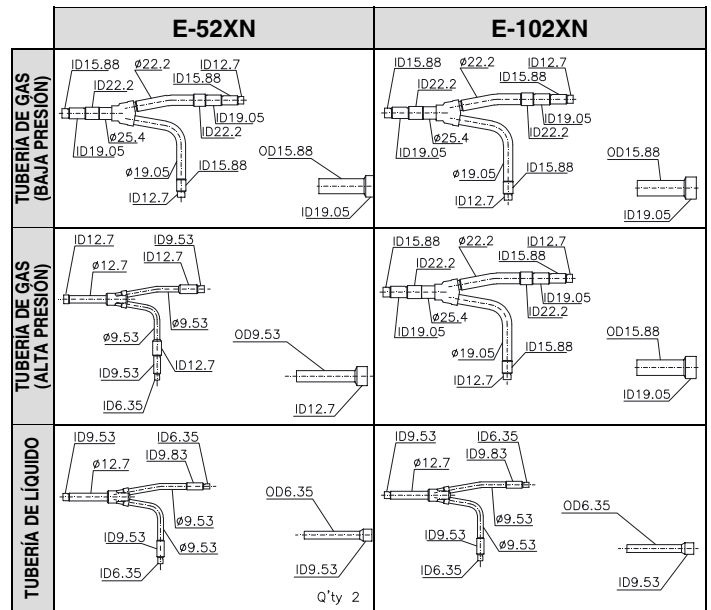 E-52XN
E-102XN
TUBERÍA DE GAS
(BAJA PRESIÓN)
ID15.88
ø22.2
ID12.7
ID22.2
ID15.88
ID19.05
ID22.2
ø25.4
ID19.05
ø19.05
ID15.88
ID12.7
OD15.88
ID19.05
ID15.88
ø22.2
ID12.7
ID22.2
ID15.88
ID19.05
ID22.2
ø25.4
ID19.05
ø19.05
ID15.88
ID12.7
OD15.88
ID19.05
TUBERÍA DE GAS
(ALTA PRESIÓN)
ID12.7
ID9.53
ID12.7
ø12.7
ø9.53
ø9.53
ID9.53
ID12.7
ID6.35
OD9.53
ID12.7
ID15.88
ø22.2
ID12.7
ID22.2
ID15.88
ID19.05
ID22.2
ø25.4
ID19.05
ø19.05
ID15.88
ID12.7
OD15.88
ID19.05
TUBERÍA DE LÍQUIDO
ID9.53
ID6.35
ID9.83
ø12.7
ø9.53
ID9.53
ø9.53
ID6.35
OD6.35
ID9.53
Q'ty 2
ID9.53
ID6.35
ID9.83
ø12.7
ø9.53
ID9.53
ø9.53
ID6.35
OD6.35
ID9.53